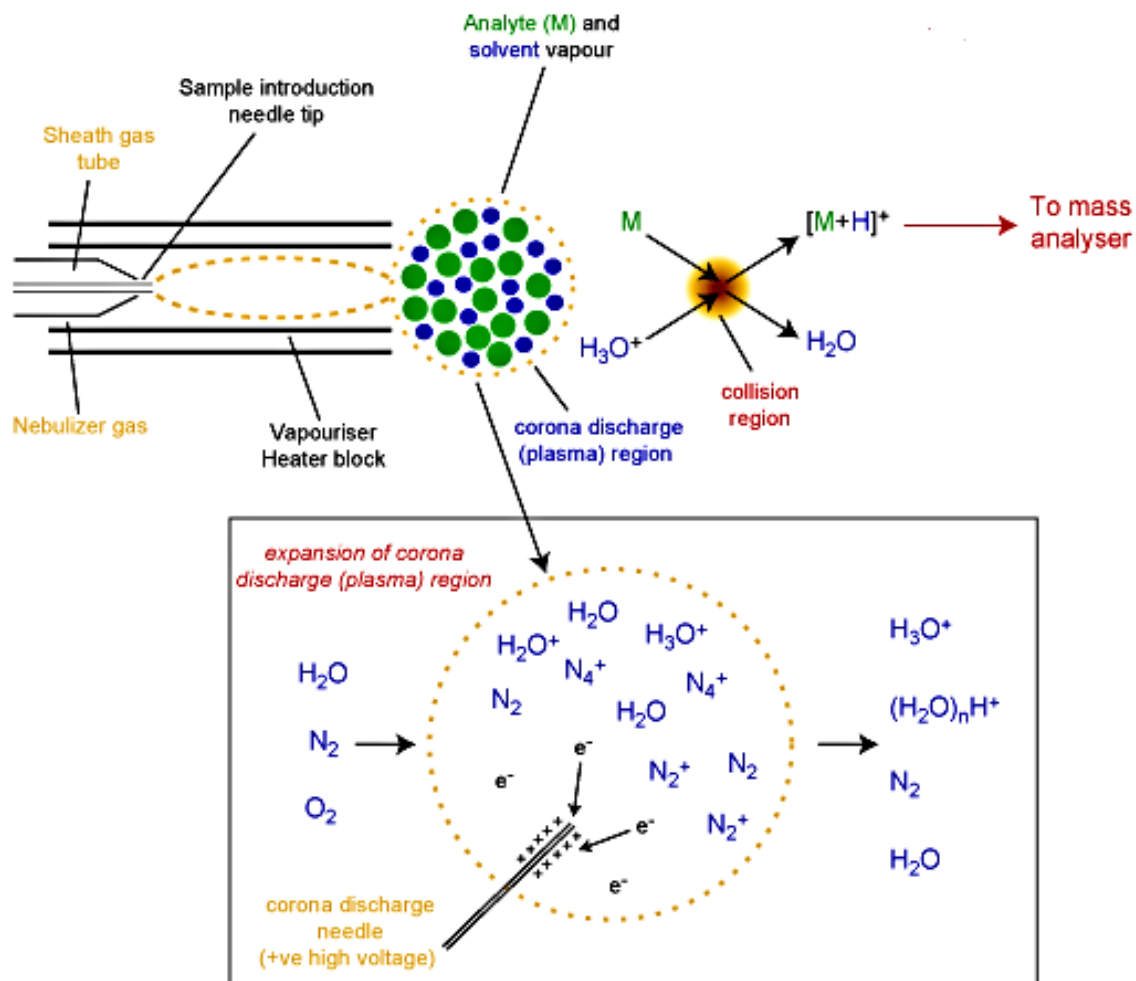 Analyte (M) and
solvent vapour
Sample introduction
needle tip
Sheath gas
tube
M
[M+H]⁺
To mass
analyser
H₃O⁺
H₂O
collision
region
Nebulizer gas
Vapouriser
Heater block
corona discharge
(plasma) region
expansion of corona
discharge (plasma) region
H₂O
N₂
O₂
H₂O
H₂O⁺
H₃O⁺
N₄⁺
N₄⁺
N₂
H₂O
e⁻
e⁻
N₂⁺
N₂
N₂⁺
e⁻
e⁻
H₃O⁺
(H₂O)ₙH⁺
N₂
H₂O
corona discharge
needle
(+ve high voltage)